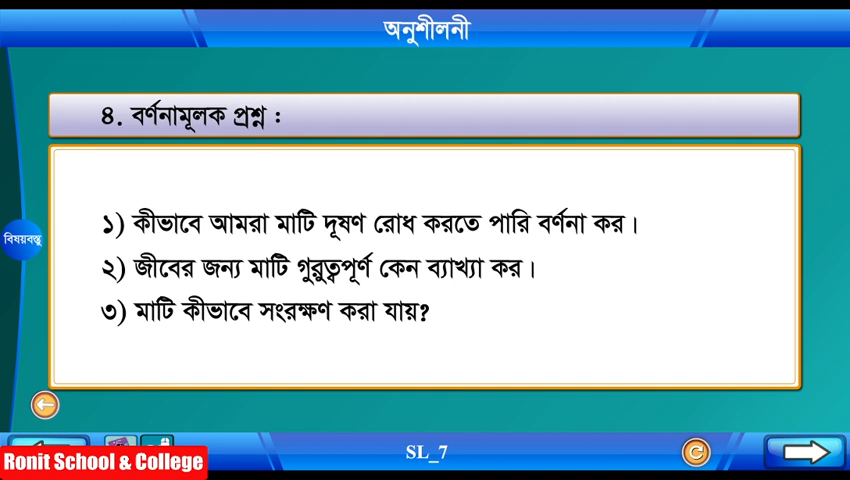 অনুশীলনী
৪. বর্ণনামূলক প্রশ্ন :
১) কীভাবে আমরা মাটি দূষণ রোধ করতে পারি বর্ণনা কর।
২) জীবের জন্য মাটি গুরুত্বপূর্ণ কেন ব্যাখ্যা কর।
৩) মাটি কীভাবে সংরক্ষণ করা যায়?
বিষয়বস্তু
SL_7
Ronit School & College